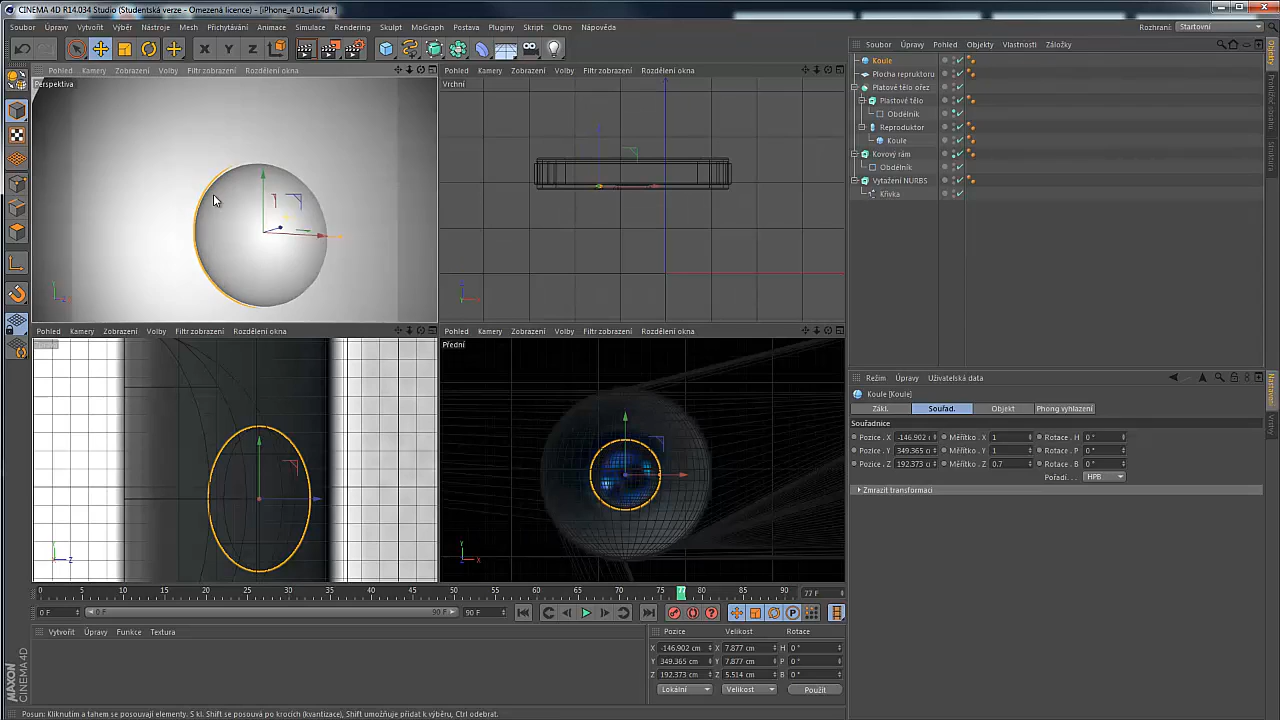 CINEMA 4D R14.034 Studio (Studentská verze - Omezená licence) - [iPhone_4 01_el.c4d *]
Soubor Úpravy Vytvořit Výběr Nástroje Mesh Přichytávání Animace Simulace Rendering Skulpt MoGraph Postava Pluginy Skript Okno Nápověda
Rozhraní: Startovní
X Y Z
Soubor Úpravy Pohled Objekty Vlastnosti Záložky
Koule
Plocha repruktoru
Platové tělo ořez
Plastové tělo
Obdélník
Reproduktor
Koule
Kovový rám
Obdélník
Vytažení NURBS
Křivka
Pohled Kamery Zobrazení Volby Filtr zobrazení Rozdělení okna
Perspektiva
Pohled Kamery Zobrazení Volby Filtr zobrazení Rozdělení okna
Vrchní
Pohled Kamery Zobrazení Volby Filtr zobrazení Rozdělení okna
Pohled Kamery Zobrazení Volby Filtr zobrazení Rozdělení okna
Přední
Režim Úpravy Uživatelská data
Koule [Koule]
Zákl. Souřad. Objekt Phong vyhlazení
Souřadnice
Pozice . X -146.902 c Měřítko . X 1 Rotace . H 0 °
Pozice . Y 349.365 cm Měřítko . Y 1 Rotace . P 0 °
Pozice . Z 192.373 cm Měřítko . Z 0.7 Rotace . B 0 °
Pořadí. . . HPB
Zmrazit transformaci
0 5 10 15 20 25 30 35 40 45 50 55 60 65 70 75 77 80 85 90 77 F
0 F 0 F 90 F 90 F
Vytvořit Úpravy Funkce Textura
Pozice Velikost Rotace
X -146.902 cm X 7.877 cm H 0 °
Y 349.365 cm Y 7.877 cm P 0 °
Z 192.373 cm Z 5.514 cm B 0 °
Lokální Velikost Použít
MAXON
CINEMA 4D
Posun: Kliknutím a tahem se posouvají elementy. S kl. Shift se posova po krocích (kvantizace), Shift umožňuje přidat k výběru, Ctrl odebrat.